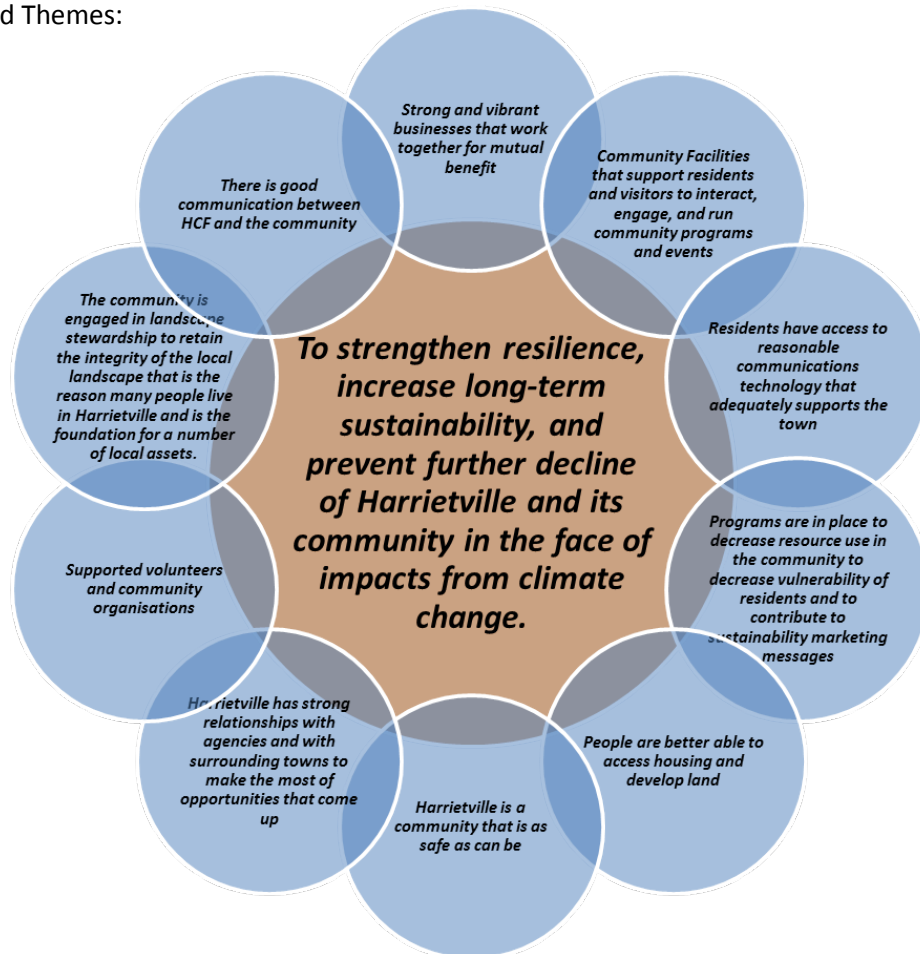 d Themes:
Strong and vibrant
businesses that work
together for mutual
benefit
Community Facilities
that support residents
and visitors to interact,
engage, and run
community programs
and events
Residents have access to
reasonable
communications
technology that
adequately supports the
town
Programs are in place to
decrease resource use in
the community to
decrease vulnerability of
residents and to
contribute to
sustainability marketing
messages
People are better able to
access housing and
develop land
Harrietville is a
community that is as
safe as can be
Harrietville has strong
relationships with
agencies and with
surrounding towns to
make the most of
opportunities that come
up
Supported volunteers
and community
organisations
The community is
engaged in landscape
stewardship to retain
the integrity of the local
landscape that is the
reason many people live
in Harrietville and is the
foundation for a number
of local assets.
There is good
communication between
HCF and the community
To strengthen resilience,
increase long-term
sustainability, and
prevent further decline
of Harrietville and its
community in the face of
impacts from climate
change.